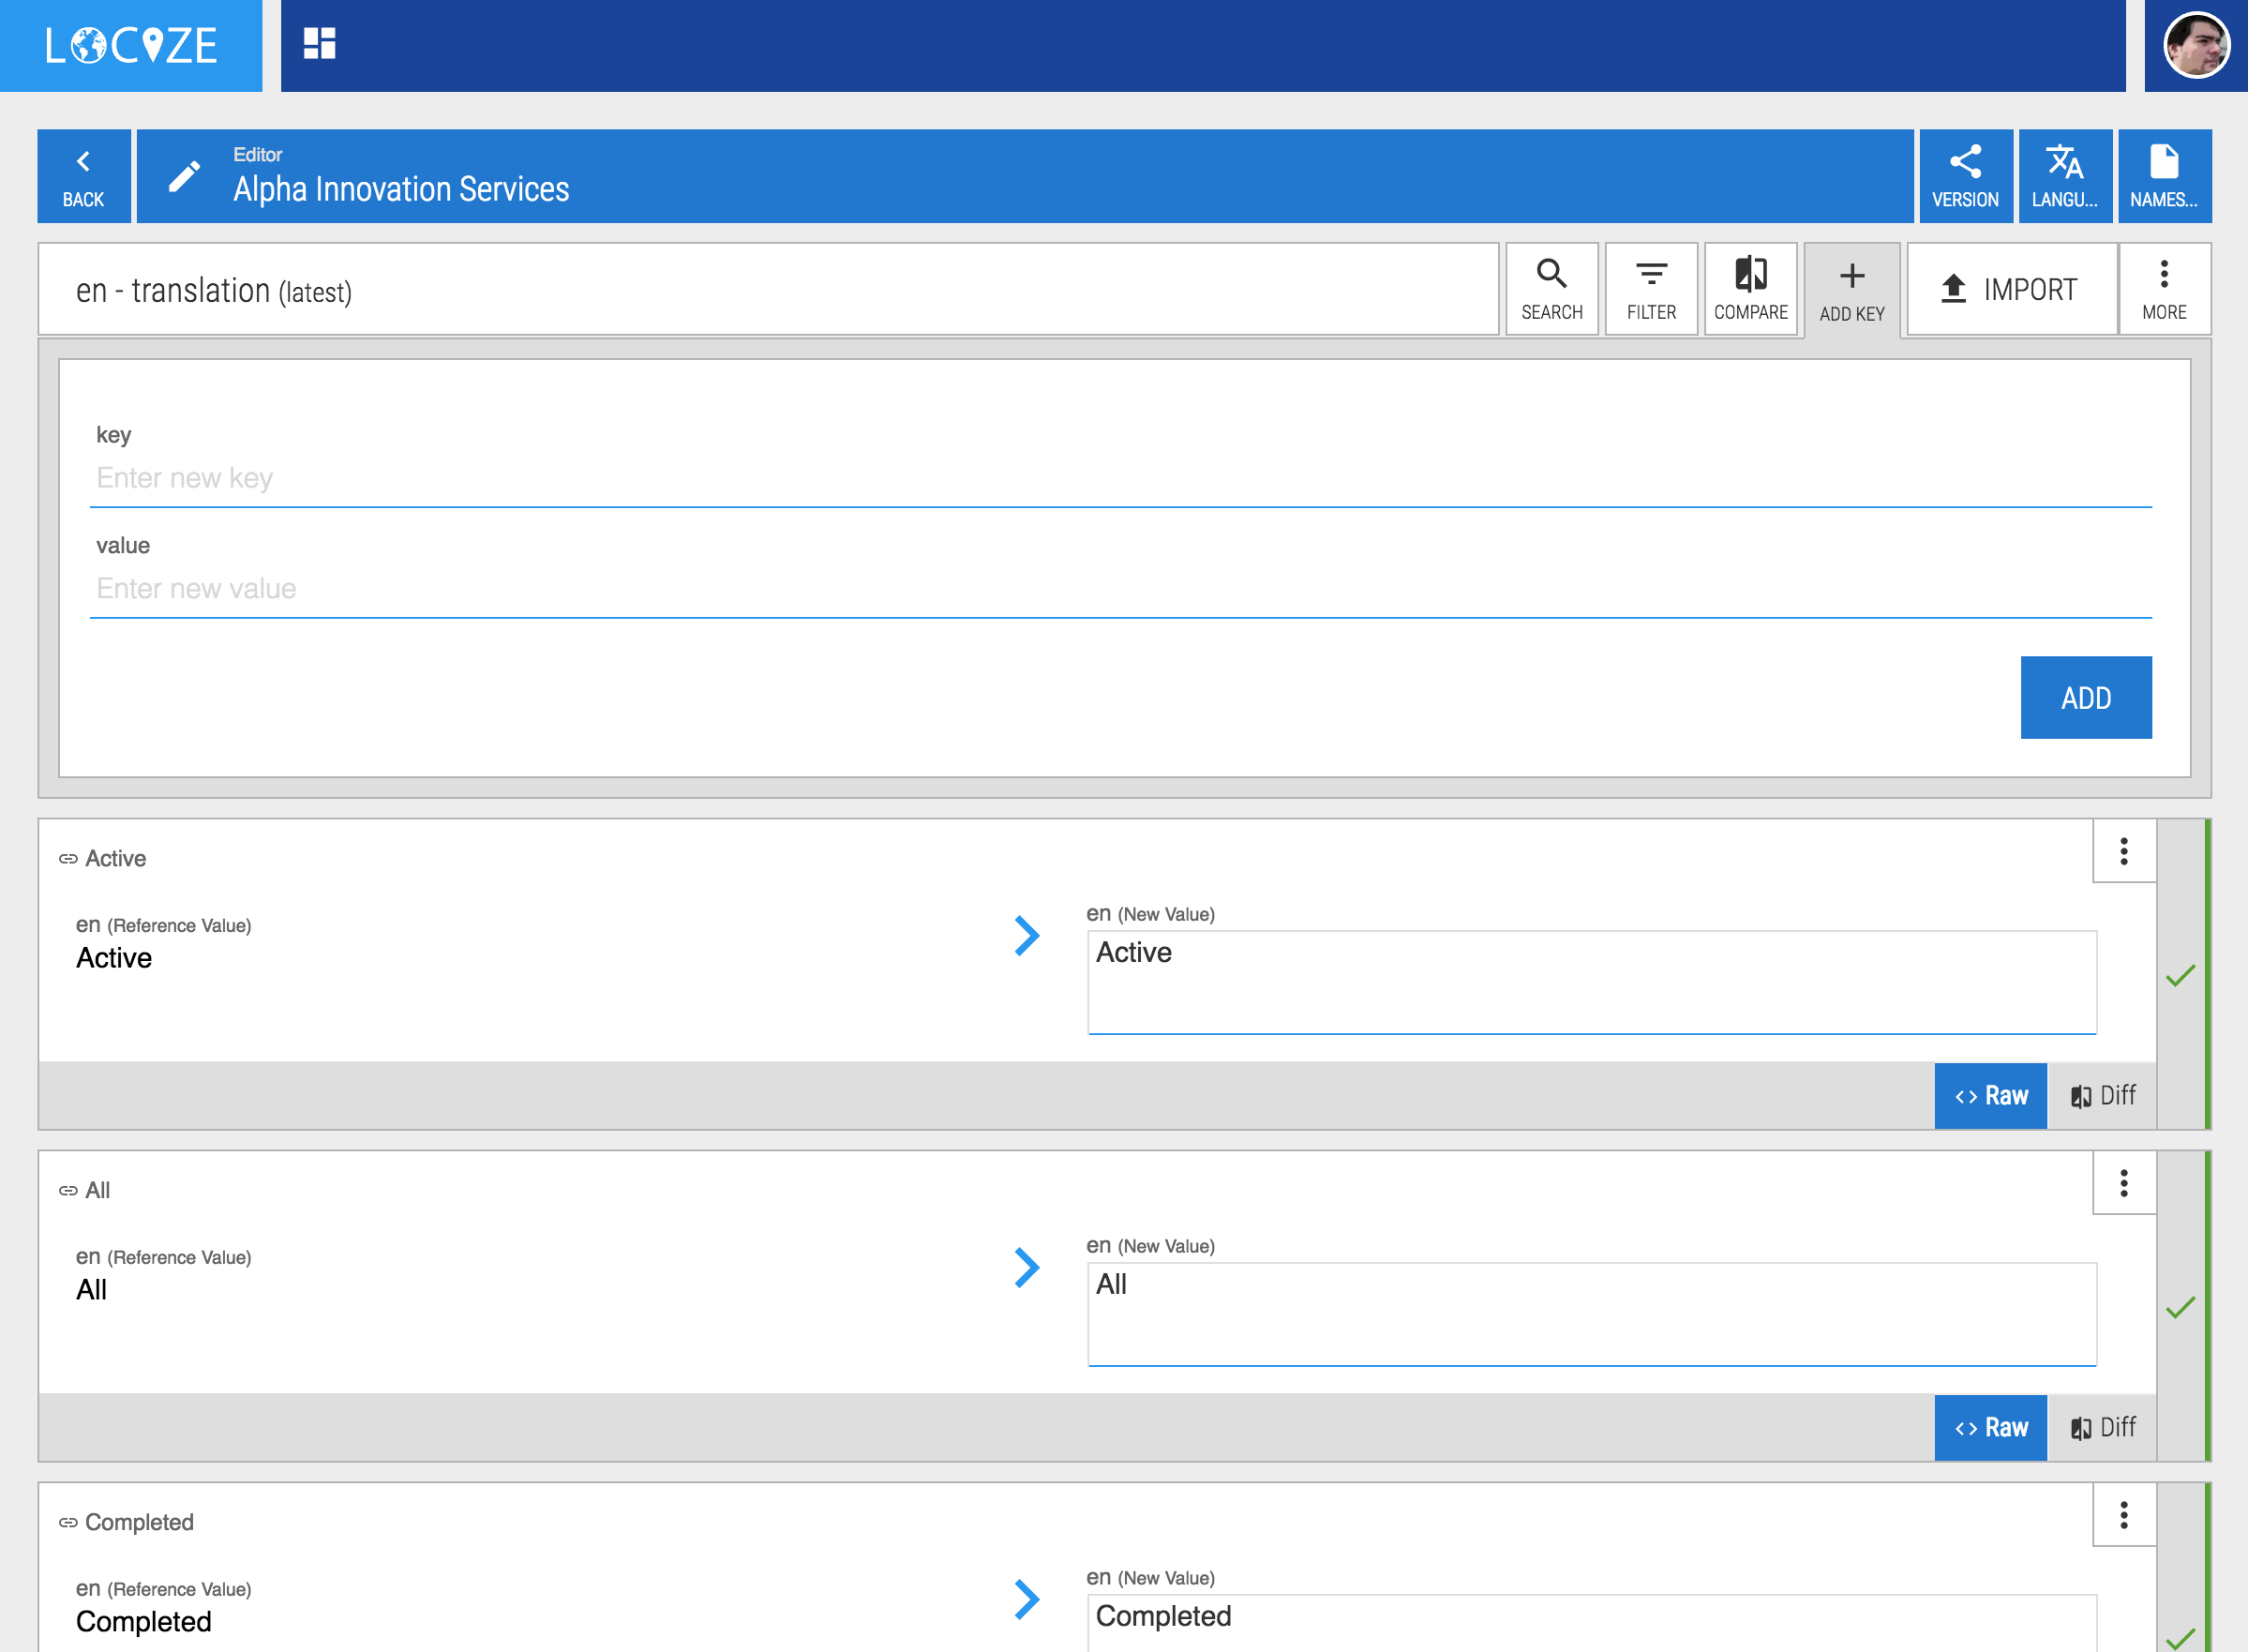 LOCIZE
BACK
Editor
Alpha Innovation Services
VERSION
LANGU...
NAMES...
en - translation (latest)
SEARCH
FILTER
COMPARE
ADD KEY
IMPORT
MORE
key
Enter new key
value
Enter new value
ADD
Active
en (Reference Value)
Active
en (New Value)
Active
<> Raw
Diff
All
en (Reference Value)
All
en (New Value)
All
<> Raw
Diff
Completed
en (Reference Value)
Completed
en (New Value)
Completed